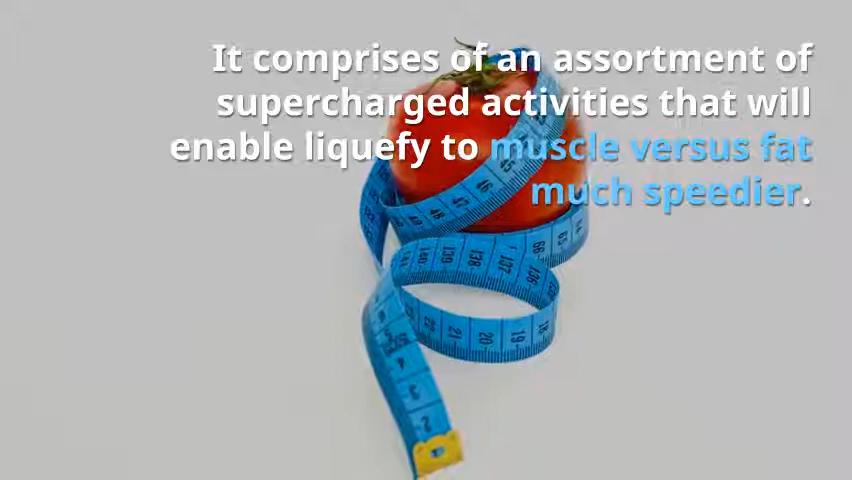 It comprises of an assortment of
supercharged activities that will
enable liquefy to muscle versus fat
much speedier.